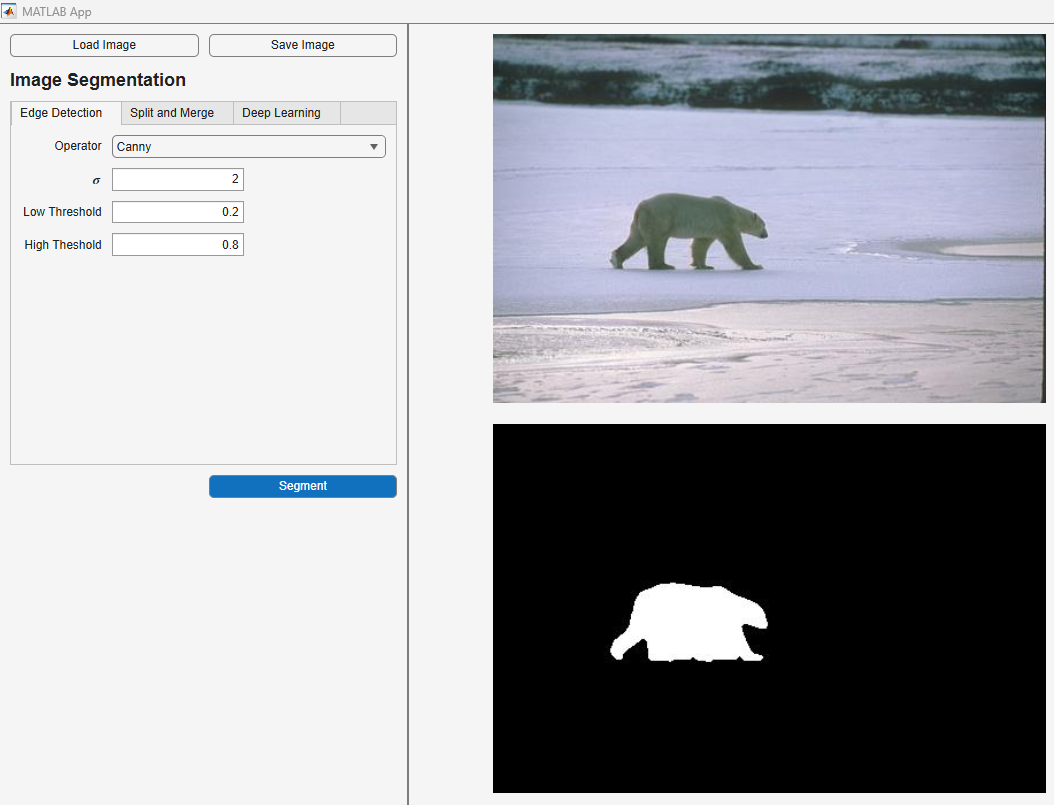 MATLAB App
Load Image
Save Image
Image Segmentation
Edge Detection
Split and Merge
Deep Learning
Operator
Canny
σ
2
Low Threshold
0.2
High Theshold
0.8
Segment